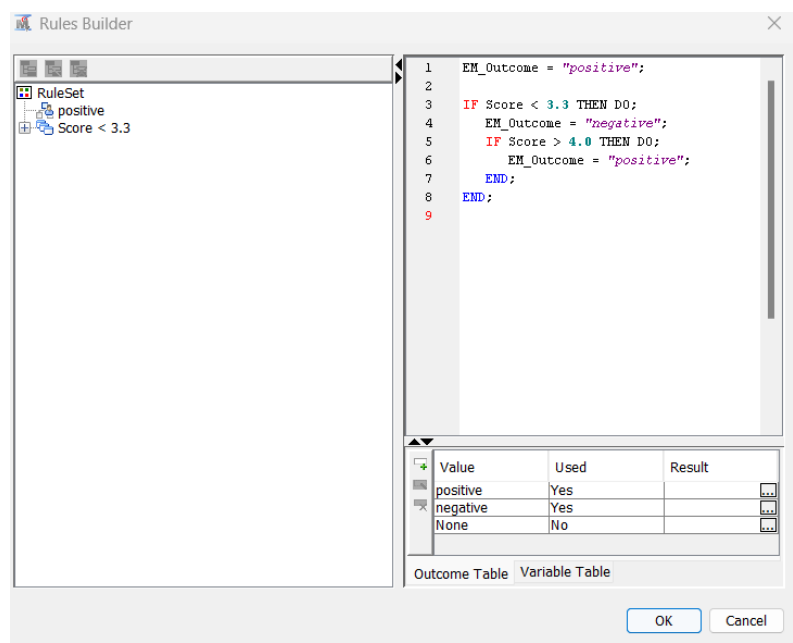 Rules Builder
RuleSet
positive
Score < 3.3
1 EM_Outcome = "positive";
2
3 IF Score < 3.3 THEN DO;
4 EM_Outcome = "negative";
5 IF Score > 4.0 THEN DO;
6 EM_Outcome = "positive";
7 END;
8 END;
9
Value Used Result
positive Yes ...
negative Yes ...
None No ...
Outcome Table Variable Table
OK Cancel